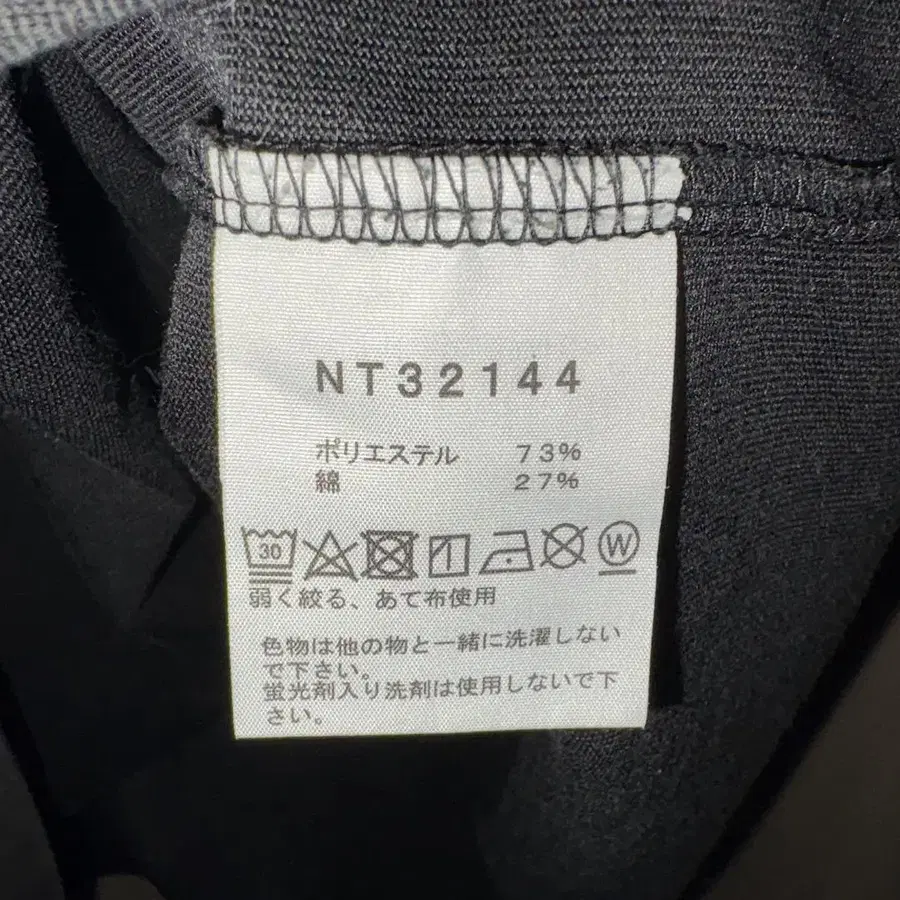 NT32144
ポリエステル 73%
綿 27%
30 W
弱く絞る、あて布使用
色物は他の物と一緒に洗濯しない
で下さい。
蛍光剤入り洗剤は使用しないで下
さい。